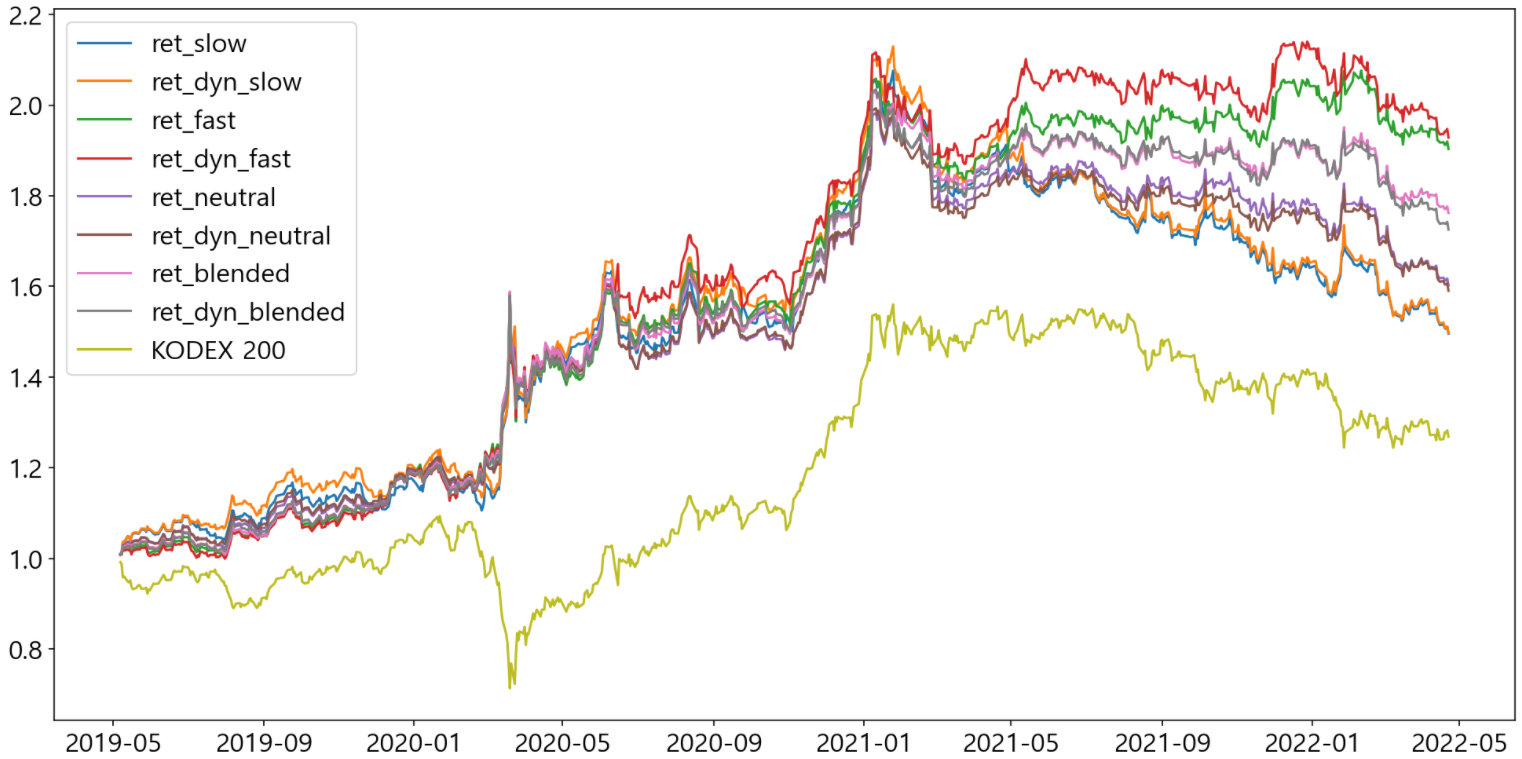 2.2
2.0
1.8
1.6
1.4
1.2
1.0
0.8
ret_slow
ret_dyn_slow
ret_fast
ret_dyn_fast
ret_neutral
ret_dyn_neutral
ret_blended
ret_dyn_blended
KODEX 200
2019-05 2019-09 2020-01 2020-05 2020-09 2021-01 2021-05 2021-09 2022-01 2022-05